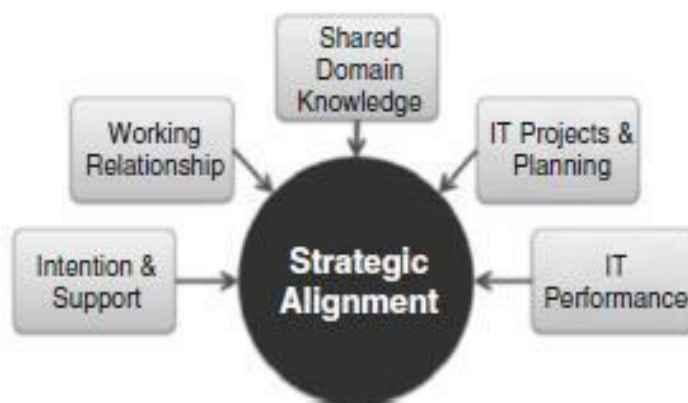 Shared
Domain
Knowledge
Working
Relationship
IT Projects &
Planning
Intention &
Support
Strategic
Alignment
IT
Performance